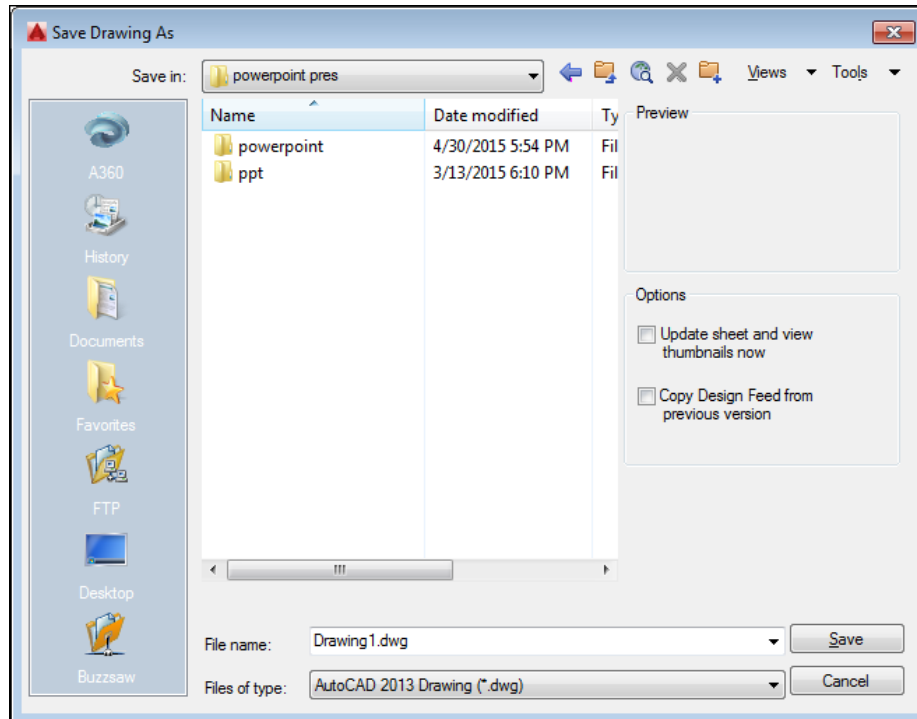 Save Drawing As
Save in:
powerpoint pres
Views
Tools
A360
History
Documents
Favorites
FTP
Desktop
Buzzsaw
Name
Date modified
Ty
powerpoint
4/30/2015 5:54 PM
Fil
ppt
3/13/2015 6:10 PM
Fil
Preview
Options
Update sheet and view
thumbnails now
Copy Design Feed from
previous version
File name:
Drawing1.dwg
Save
Files of type:
AutoCAD 2013 Drawing (*.dwg)
Cancel